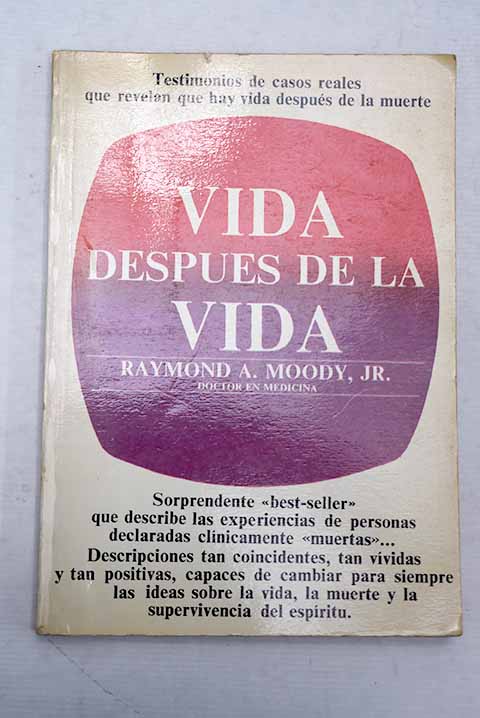 Testimonios de casos reales
que revelan que hay vida después de la muerte
VIDA
DESPUES DE LA
VIDA
RAYMOND A. MOODY, JR.
DOCTOR EN MEDICINA
Sorprendente «best-seller»
que describe las experiencias de personas
declaradas clínicamente «muertas»...
Descripciones tan coincidentes, tan vívidas
y tan positivas, capaces de cambiar para siempre
las ideas sobre la vida, la muerte y la
supervivencia del espíritu.